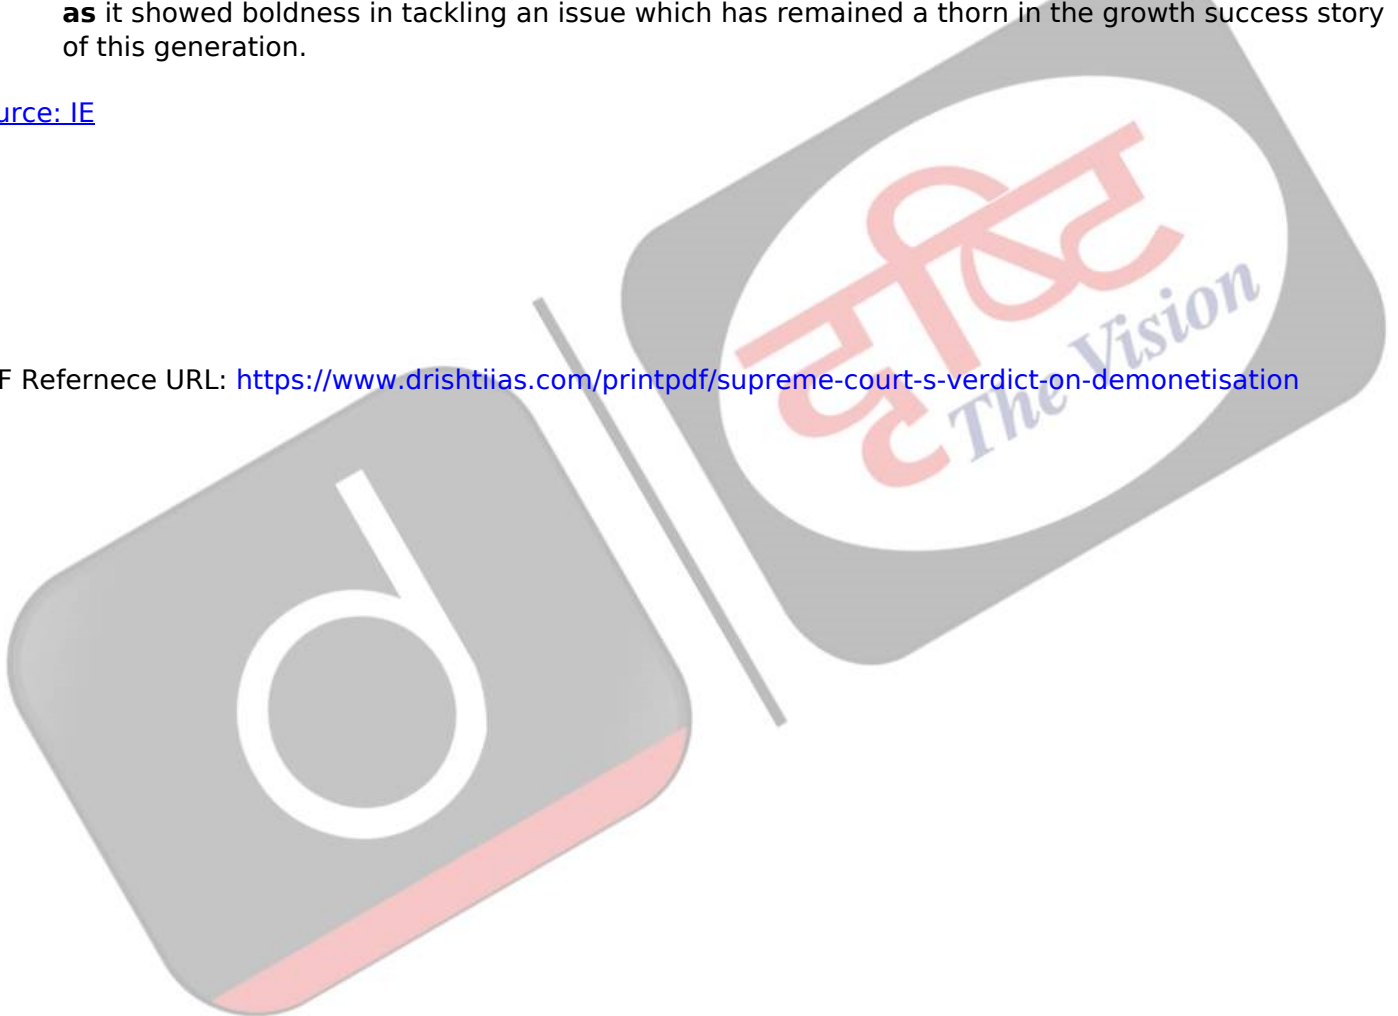 as it showed boldness in tackling an issue which has remained a thorn in the growth success story
of this generation.
urce: IE
दृष्टि
The Vision
F Refernece URL: https://www.drishtiias.com/printpdf/supreme-court-s-verdict-on-demonetisation
d